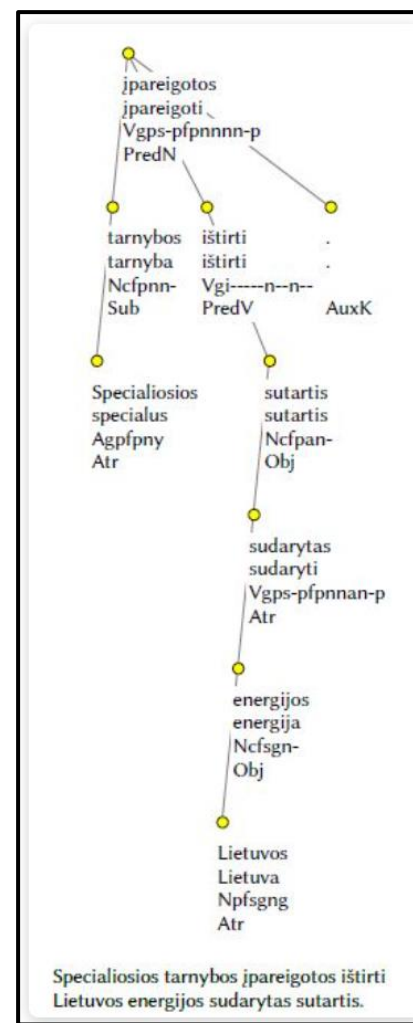 įpareigotos
įpareigoti
Vgps-pfpnnnn-p
PredN
tarnybos ištirti .
tarnyba ištirti .
Ncfpnn- Vgi-----n--n--
Sub PredV AuxK
Specialiosios sutartis
specialus sutartis
Agpfpny Ncfpan-
Atr Obj
sudarytas
sudaryti
Vgps-pfpnnan-p
Atr
energijos
energija
Ncfsgn-
Obj
Lietuvos
Lietuva
Npfsgng
Atr
Specialiosios tarnybos įpareigotos ištirti
Lietuvos energijos sudarytas sutartis.